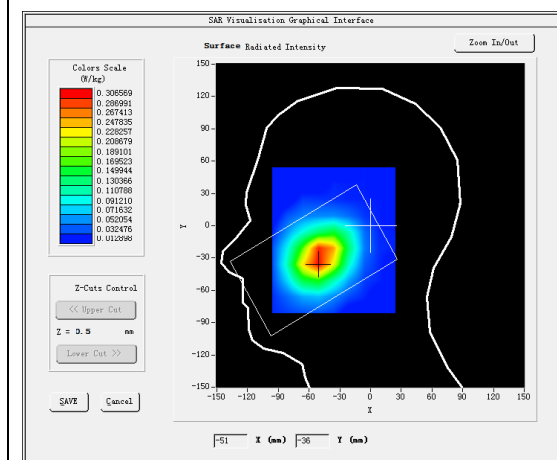 SAR Visualisation Graphical Interface
Surface Radiated Intensity
Zoom In/Out
Colors Scale
(W/kg)
0.306569
0.286991
0.267413
0.247835
0.228257
0.208679
0.189101
0.169523
0.149944
0.130366
0.110788
0.091210
0.071632
0.052054
0.032476
0.012898
150
120
90
60
30
0
-30
-60
-90
-120
-150
Y
-150 -120 -90 -60 -30 0 30 60 90 120 150
X
Z-Cuts Control
<< Upper Cut
Z = 0.5 mm
Lower Cut >>
SAVE Cancel
-51 X (mm) -36 Y (mm)